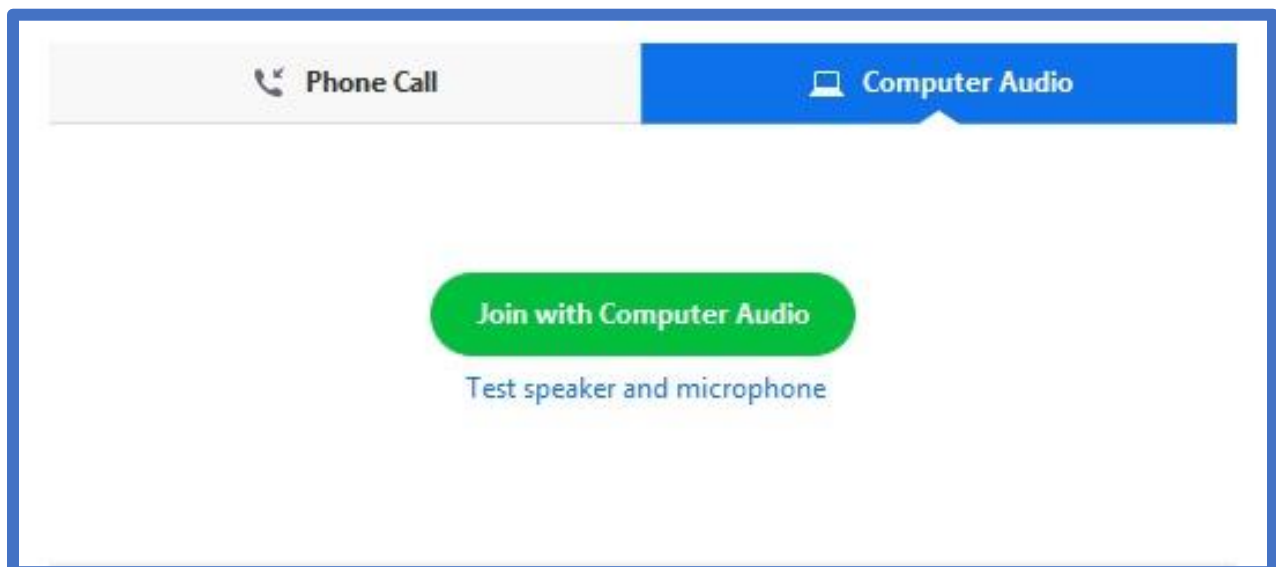 Phone Call
Computer Audio
Join with Computer Audio
Test speaker and microphone